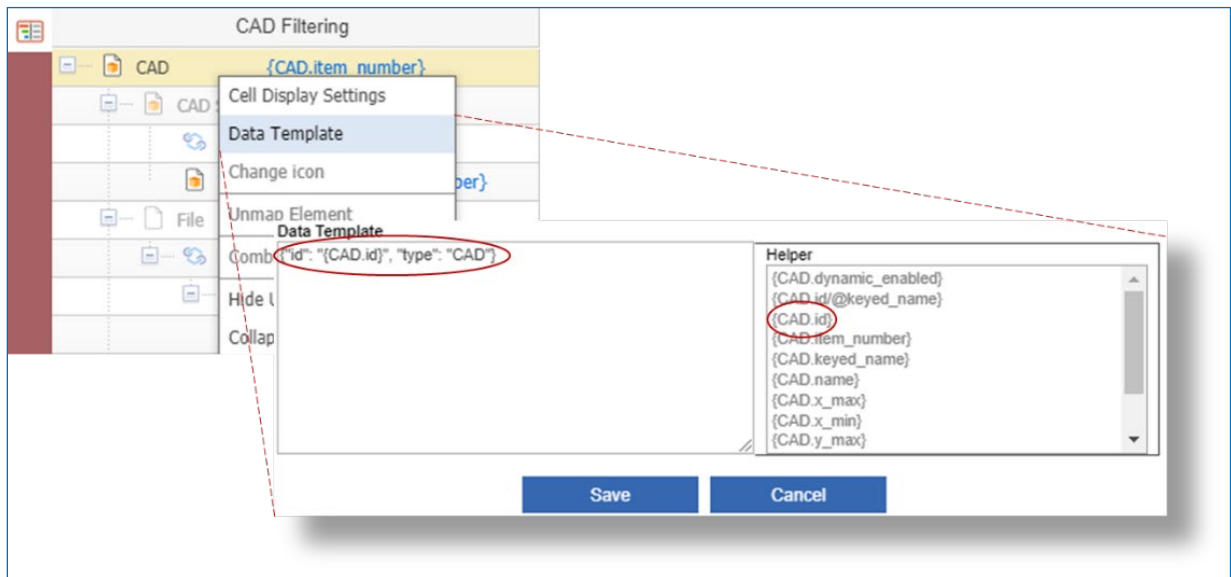 CAD Filtering
CAD {CAD.item_number}
Cell Display Settings
CAD
Data Template
Change icon
ber}
Unmap Element
File
Data Template
Comb
{"id": "{CAD.id}", "type": "CAD"}
Hide
Collap
Helper
{CAD.dynamic_enabled}
{CAD.id/@keyed_name}
{CAD.id}
{CAD.item_number}
{CAD.keyed_name}
{CAD.name}
{CAD.x_max}
{CAD.x_min}
{CAD.y_max}
Save Cancel